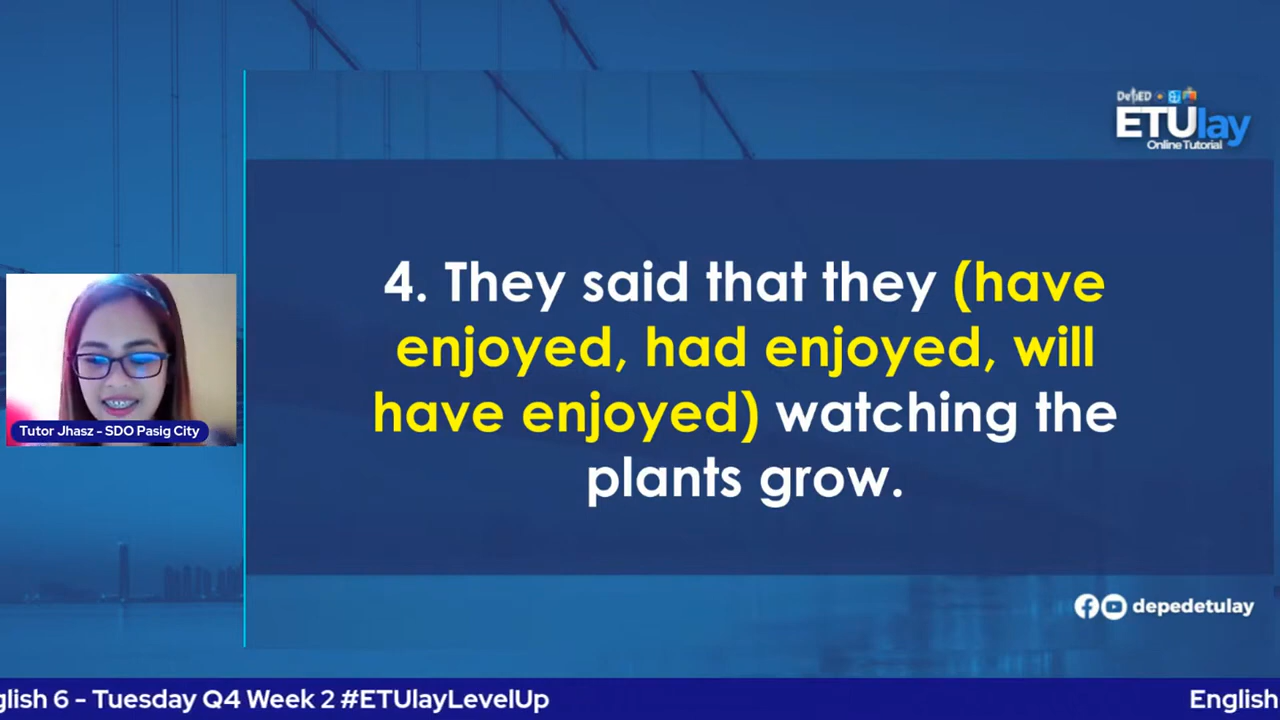 DepED
ETUlay
Online Tutorial
4. They said that they (have
enjoyed, had enjoyed, will
have enjoyed) watching the
plants grow.
Tutor Jhasz - SDO Pasig City
depedetulay
glish 6 - Tuesday Q4 Week 2 #ETUlayLevelUp
English